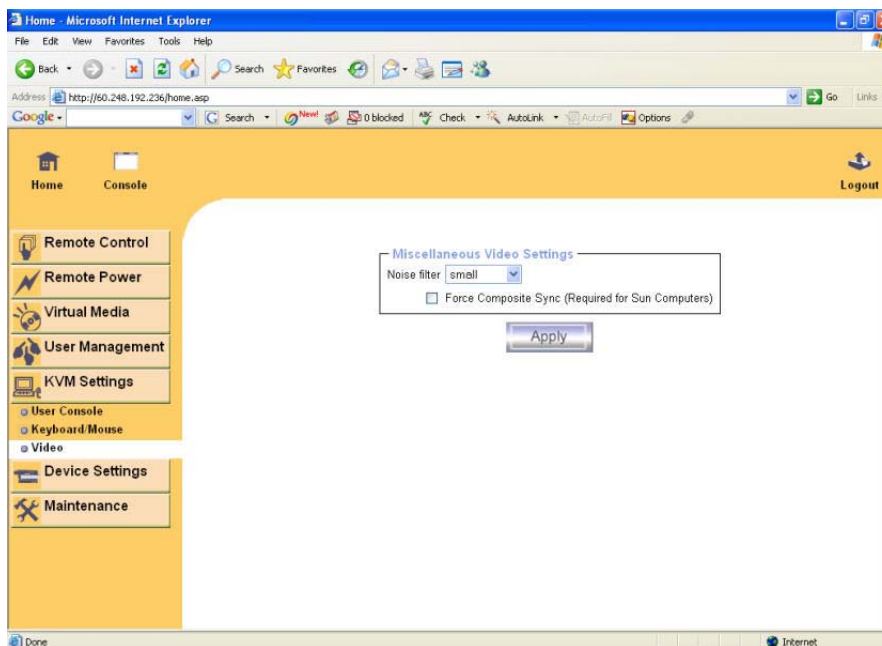 Home - Microsoft Internet Explorer
File Edit View Favorites Tools Help
Back Search Favorites
Address http://60.248.192.236/home.asp Go Links
Google Search New! 0 blocked ABC Check AutoLink AutoFill Options
Home Console Logout
Remote Control
Remote Power
Virtual Media
User Management
KVM Settings
User Console
Keyboard/Mouse
Video
Device Settings
Maintenance
Miscellaneous Video Settings
Noise filter small
Force Composite Sync (Required for Sun Computers)
Apply
Done Internet